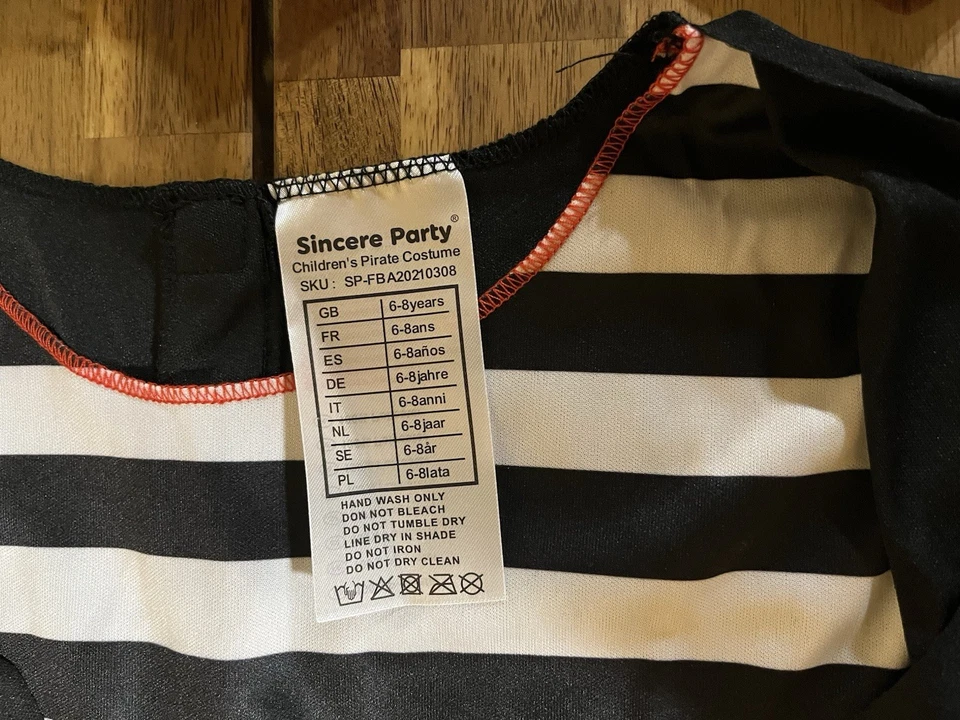 Sincere Party®
Children's Pirate Costume
SKU : SP-FBA20210308
GB 6-8years
FR 6-8ans
ES 6-8años
DE 6-8jahre
IT 6-8anni
NL 6-8jaar
SE 6-8år
PL 6-8lata
HAND WASH ONLY
DON NOT BLEACH
DO NOT TUMBLE DRY
LINE DRY IN SHADE
DO NOT IRON
DO NOT DRY CLEAN